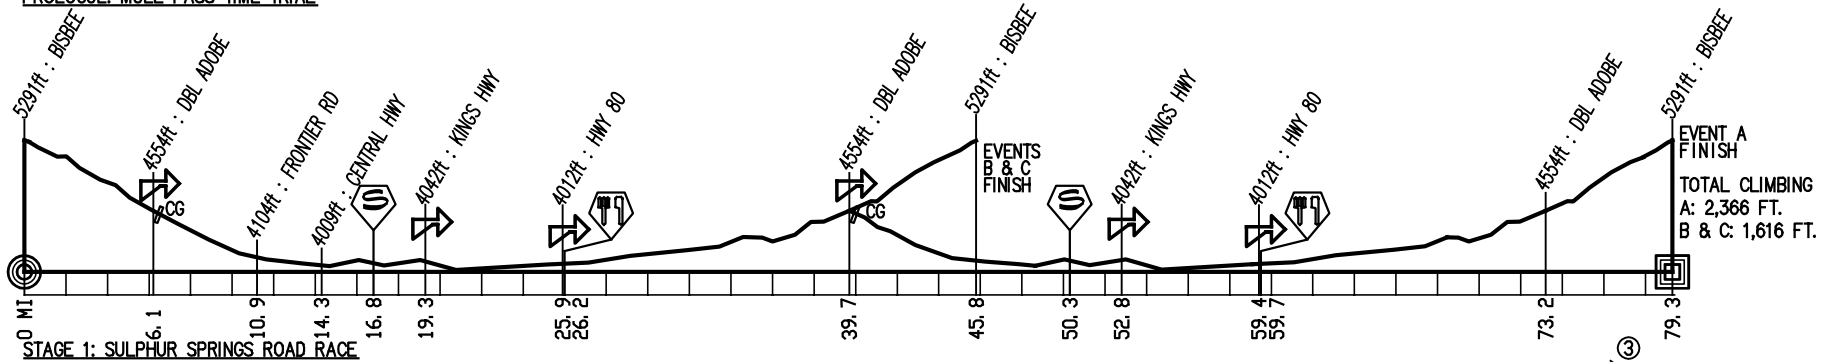 PROLOGUE: MULE PASS TIME TRIAL
5291ft : BISBEE
4554ft : DBL ADOBE
CG
4104ft : FRONTIER RD
4009ft : CENTRAL HWY
S
4042ft : KINGS HWY
4012ft : HWY 80
4554ft : DBL ADOBE
CG
5291ft : BISBEE
EVENTS
B & C
FINISH
S
4042ft : KINGS HWY
4012ft : HWY 80
4554ft : DBL ADOBE
5291ft : BISBEE
EVENT A
FINISH
TOTAL CLIMBING
A: 2,366 FT.
B & C: 1,616 FT.
0 MI
6.1
10.9
14.3
16.8
19.3
25.9
26.2
39.7
45.8
50.3
52.8
59.4
59.7
73.2
79.3
STAGE 1: SULPHUR SPRINGS ROAD RACE
3